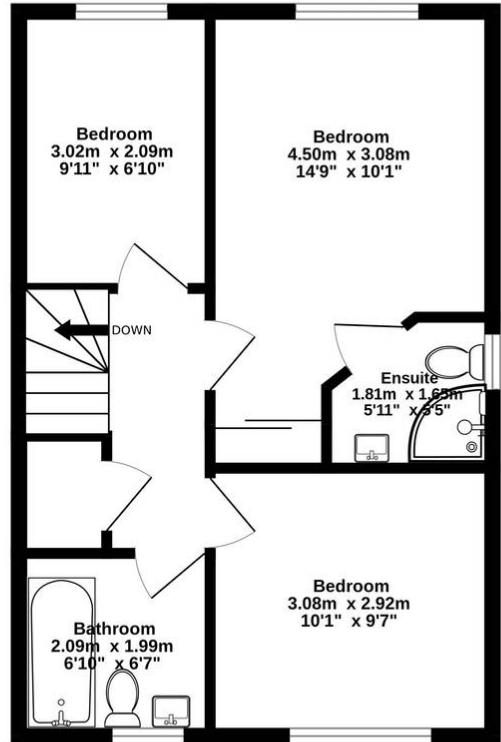 Bedroom
3.02m x 2.09m
9'11" x 6'10"
Bedroom
4.50m x 3.08m
14'9" x 10'1"
DOWN
Ensuite
1.81m x 1.65m
5'11" x 5'5"
Bedroom
3.08m x 2.92m
10'1" x 9'7"
Bathroom
2.09m x 1.99m
6'10" x 6'7"